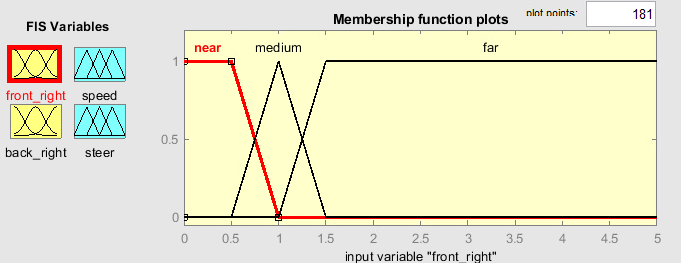 FIS Variables
front_right
speed
back_right
steer
Membership function plots
plot points:
181
near
medium
far
1
0.5
0
0
0.5
1
1.5
2
2.5
3
3.5
4
4.5
5
input variable "front_right"